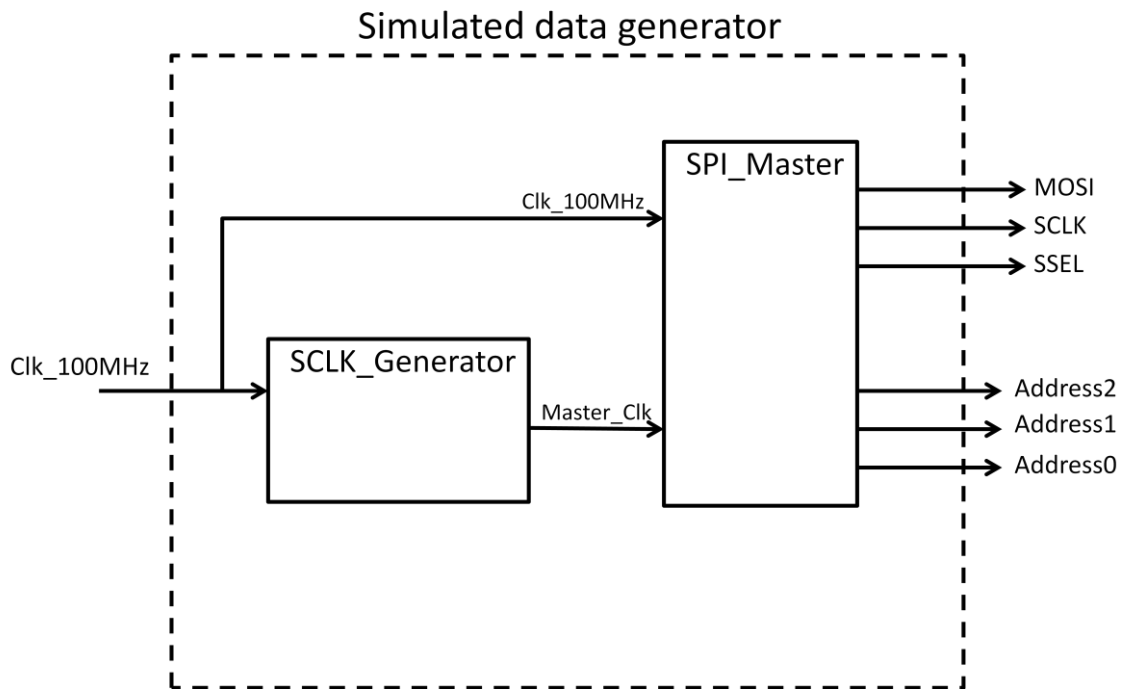 Simulated data generator
SPI_Master
MOSI
Clk_100MHz
SCLK
SSEL
Clk_100MHz
SCLK_Generator
Address2
Master_Clk
Address1
Address0